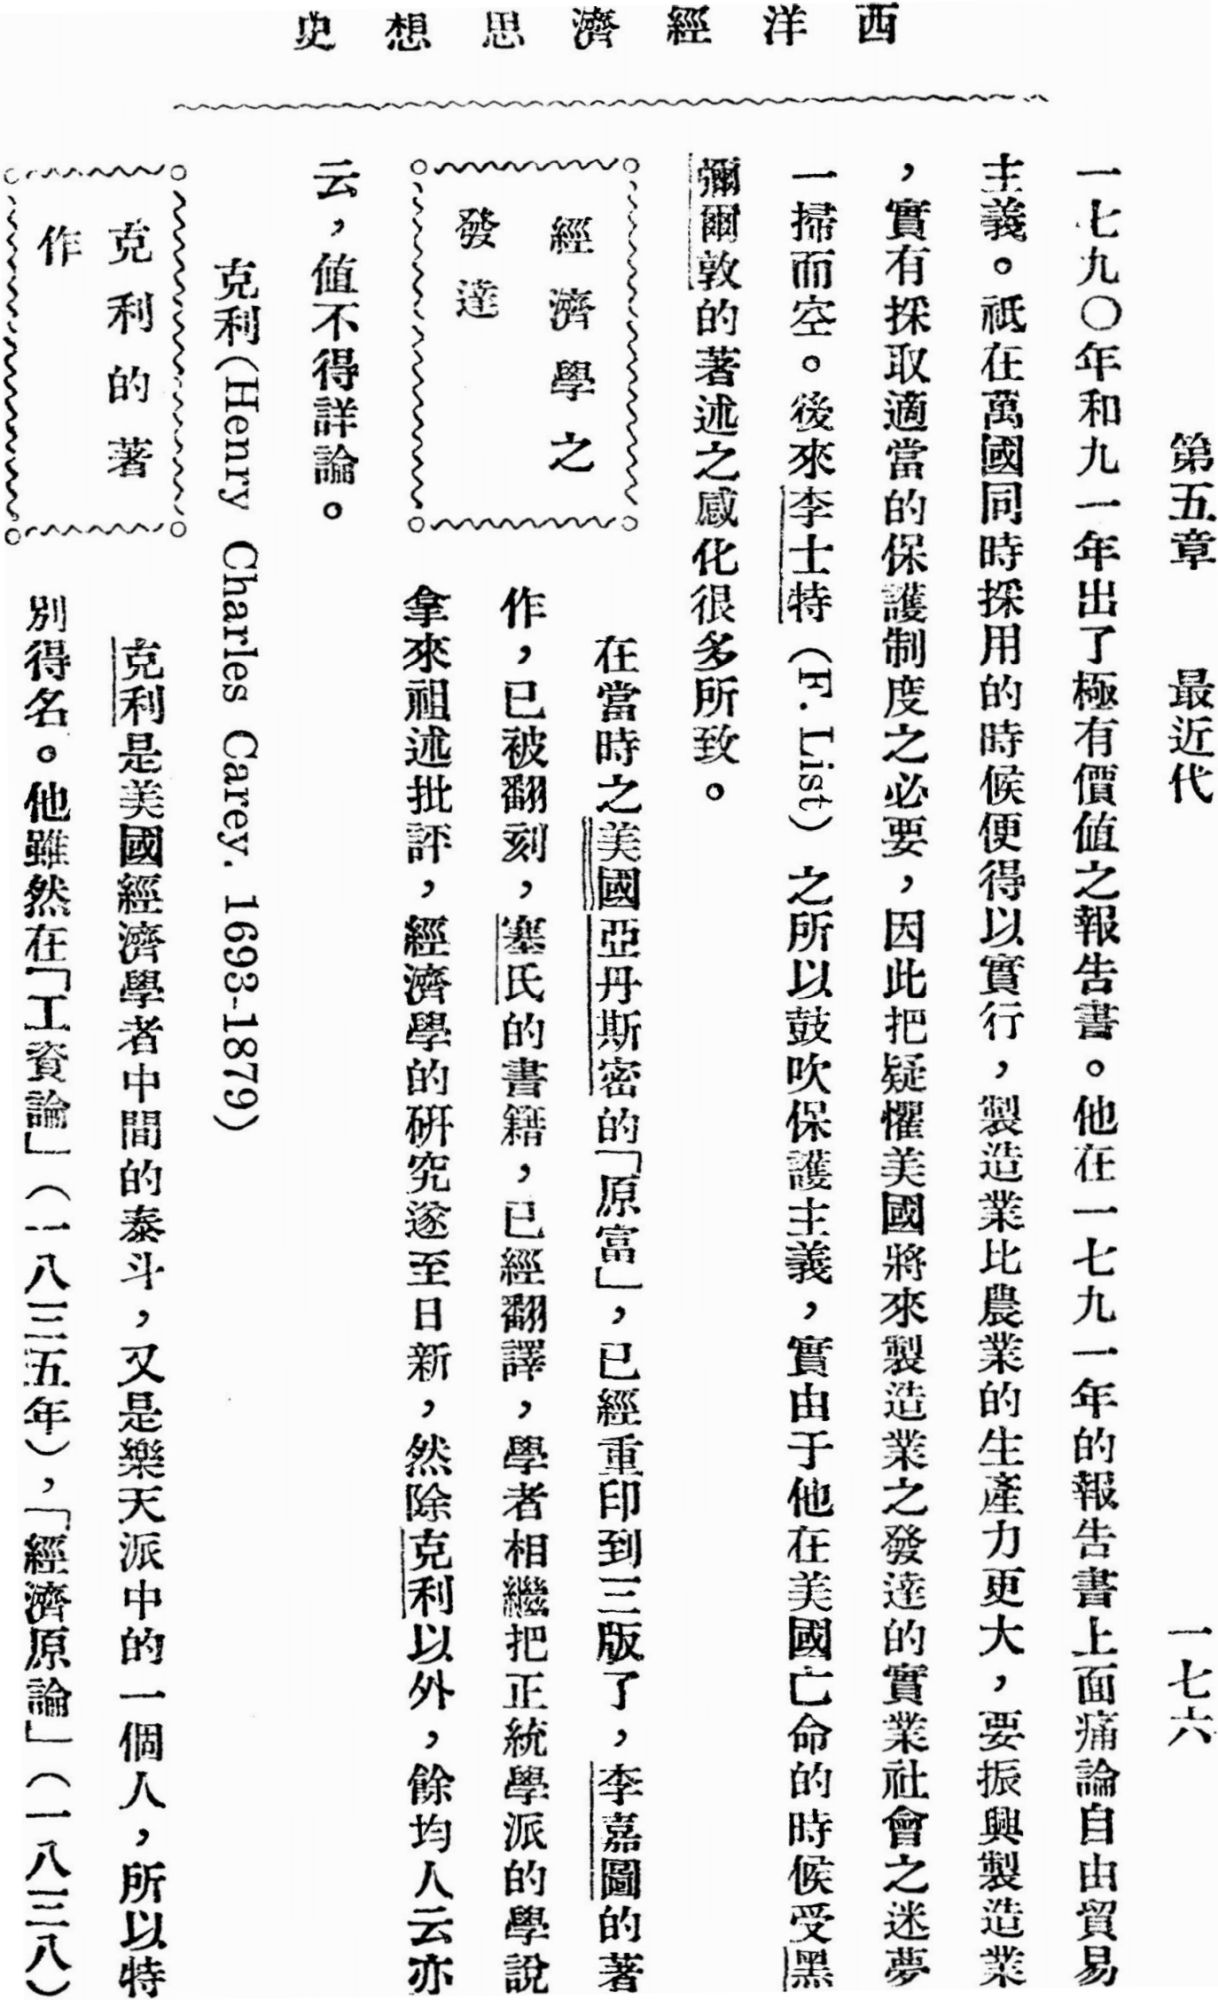 西洋經濟思想史
第五章　最近代　一七六
一七九〇年和九一年出了極有價值之報告書。他在一七九一年的報告書上面痛論自由貿易
主義。祇在萬國同時採用的時候便得以實行，製造業比農業的生產力更大，要振興製造業
，實有採取適當的保護制度之必要，因此把疑懼美國將來製造業之發達的實業社會之迷夢
一掃而空。後來李士特（F. List）之所以鼓吹保護主義，實由于他在美國亡命的時候受黑
彌爾敦的著述之感化很多所致。
經濟學之
發達
在當時之美國亞丹斯密的「原富」，已經重印到三版了，李嘉圖的著
作，已被翻刻，塞氏的書籍，已經翻譯，學者相繼把正統學派的學說
拿來祖述批評，經濟學的研究遂至日新，然除克利以外，餘均人云亦
云，值不得詳論。
克利(Henry Charles Carey. 1693-1879)
克利的著
作
克利是美國經濟學者中間的泰斗，又是樂天派中的一個人，所以特
別得名。他雖然在「工資論」（一八三五年），「經濟原論」（一八三八）